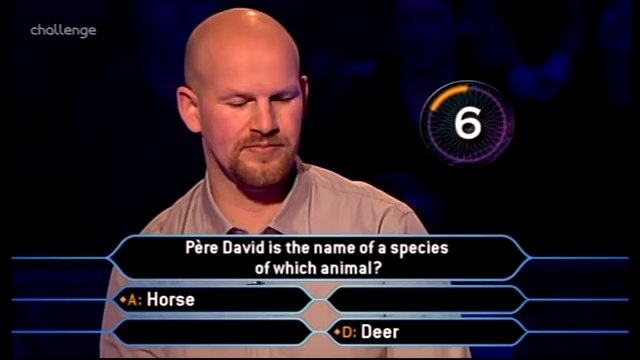 challenge
6
Père David is the name of a species
of which animal?
A: Horse
D: Deer